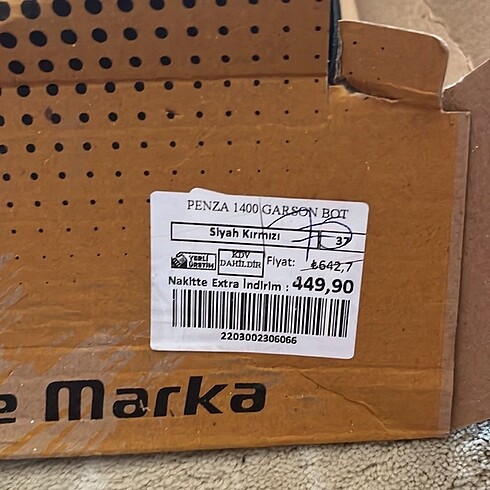 PENZA 1400 GARSON BOT
Siyah Kırmızı 37
YERLİ ÜRETİM KDV DAHİLDİR Fiyat: ₺642,7
Nakitte Extra İndirim : 449,90
2203002306066
e Marka